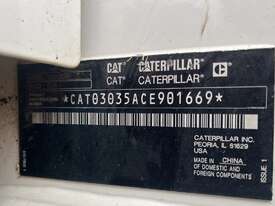 CAT CATERPILLAR C
CAT CATERPILLAR
*CAT03035ACE901669*
CATERPILLAR INC.
PEORIA, IL 61629
USA
MADE IN CHINA
OF DOMESTIC AND
FOREIGN COMPONENTS
ISSUE 1